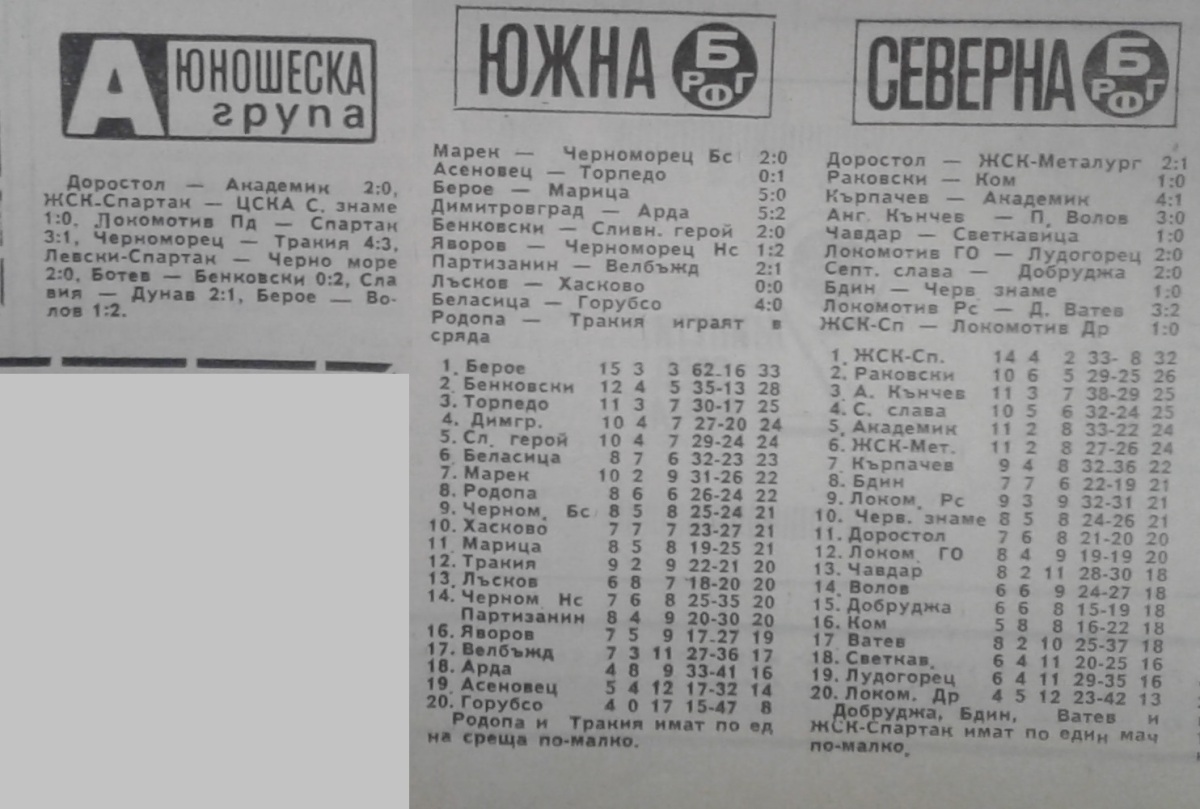 А ЮНОШЕСКА
група
Доростол — Академик 2:0,
ЖСК-Спартак — ЦСКА С. знаме
1:0, Локомотив Пд — Спартак
3:1, Черноморец — Тракия 4:3,
Левски-Спартак — Черно море
2:0, Ботев — Бенковски 0:2, Сла
вия — Дунав 2:1, Берое — Во-
лов 1:2.
ЮЖНА Б РФГ
Марек — Черноморец Бс 2:0
Асеновец — Торпедо 0:1
Берое — Марица 5:0
Димитровград — Арда 5:2
Бенковски — Сливн. герой 2:0
Яворов — Черноморец Нс 1:2
Партизанин — Велбъжд 2:1
Лъсков — Хасково 0:0
Беласица — Горубсо 4:0
Родопа — Тракия играят в
сряда
1. Берое 15 3 3 62-16 33
2. Бенковски 12 4 5 35-13 28
3. Торпедо 11 3 7 30-17 25
4. Димгр. 10 4 7 27-20 24
5. Сл. герой 10 4 7 29-24 24
6. Беласица 8 7 6 32-23 23
7. Марек 10 2 9 31-26 22
8. Родопа 8 6 6 26-24 22
9. Черном. Бс 8 5 8 25-24 21
10. Хасково 7 7 7 23-27 21
11. Марица 8 5 8 19-25 21
12. Тракия 9 2 9 22-21 20
13. Лъсков 6 8 7 18-20 20
14. Черном Нс 7 6 8 25-35 20
Партизанин 8 4 9 20-30 20
16. Яворов 7 5 9 17-27 19
17. Велбъжд 7 3 11 27-36 17
18. Арда 4 8 9 33-41 16
19. Асеновец 5 4 12 17-32 14
20. Горубсо 4 0 17 15-47 8
Родопа и Тракия имат по ед
на среща по-малко.
СЕВЕРНА Б РФГ
Доростол — ЖСК-Металург 2:1
Раковски — Ком 1:0
Кърпачев — Академик 4:1
Анг. Кънчев — П. Волов 3:0
Чавдар — Светкавица 1:0
Локомотив ГО — Лудогорец 2:0
Септ. слава — Добруджа 2:0
Бдин — Черв. знаме 1:0
Локомотив Рс — Д. Ватев 3:2
ЖСК-Сп — Локомотив Др 1:0
1. ЖСК-Сп. 14 4 2 33- 8 32
2. Раковски 10 6 5 29-25 26
3. А. Кънчев 11 3 7 38-29 25
4. С. слава 10 5 6 32-24 25
5. Академик 11 2 8 33-22 24
6. ЖСК-Мет. 11 2 8 27-26 24
7. Кърпачев 9 4 8 32-36 22
8. Бдин 7 7 6 22-19 21
9. Локом. Рс 9 3 9 32-31 21
10. Черв. знаме 8 5 8 24-26 21
11. Доростол 7 6 8 21-20 20
12. Локом. ГО 8 4 9 19-19 20
13. Чавдар 8 2 11 28-30 18
14. Волов 6 6 9 24-27 18
15. Добруджа 6 6 8 15-19 18
16. Ком 5 8 8 16-22 18
17. Ватев 8 2 10 25-37 18
18. Светкав. 6 4 11 20-25 16
19. Лудогорец 6 4 11 29-35 16
20. Локом. Др 4 5 12 23-42 13
Добруджа, Бдин, Ватев и
ЖСК-Спартак имат по един мач
по-малко.